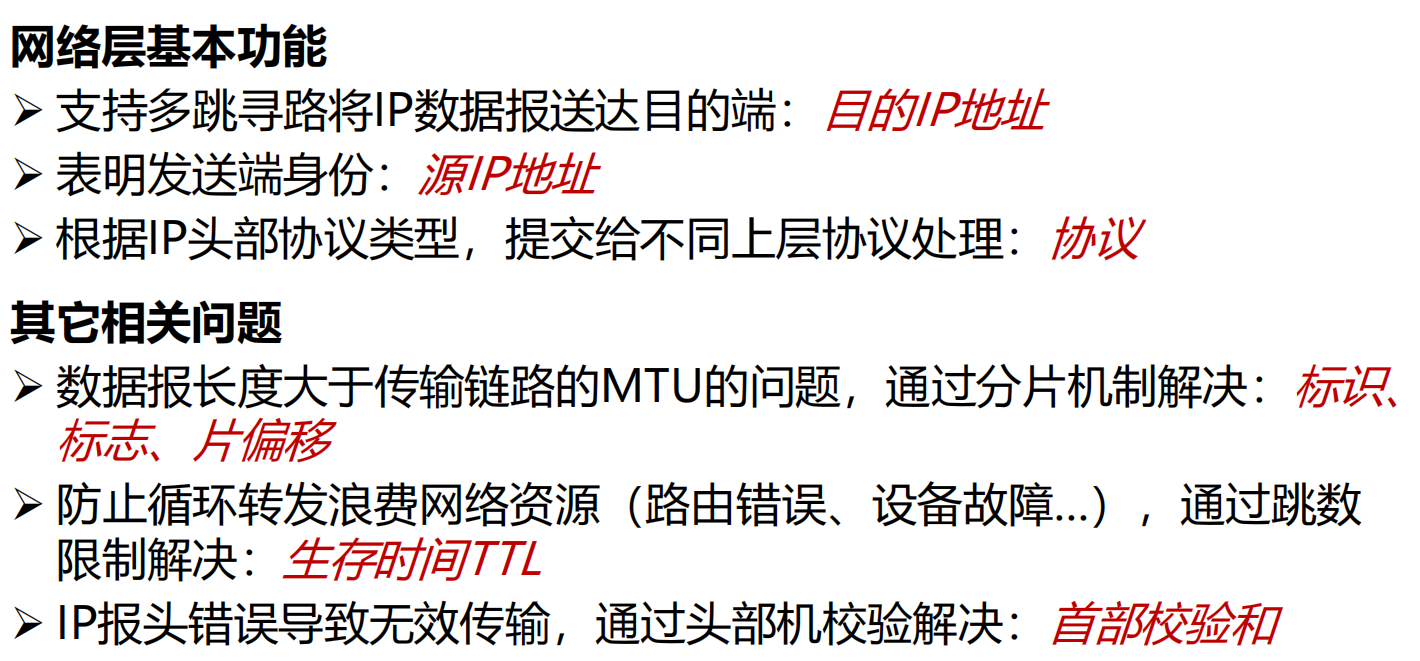 网络层基本功能
➢ 支持多跳寻路将IP数据报送达目的端：目的IP地址
➢ 表明发送端身份：源IP地址
➢ 根据IP头部协议类型，提交给不同上层协议处理：协议
其它相关问题
➢ 数据报长度大于传输链路的MTU的问题，通过分片机制解决：标识、
标志、片偏移
➢ 防止循环转发浪费网络资源（路由错误、设备故障…），通过跳数
限制解决：生存时间TTL
➢ IP报头错误导致无效传输，通过头部机校验解决：首部校验和